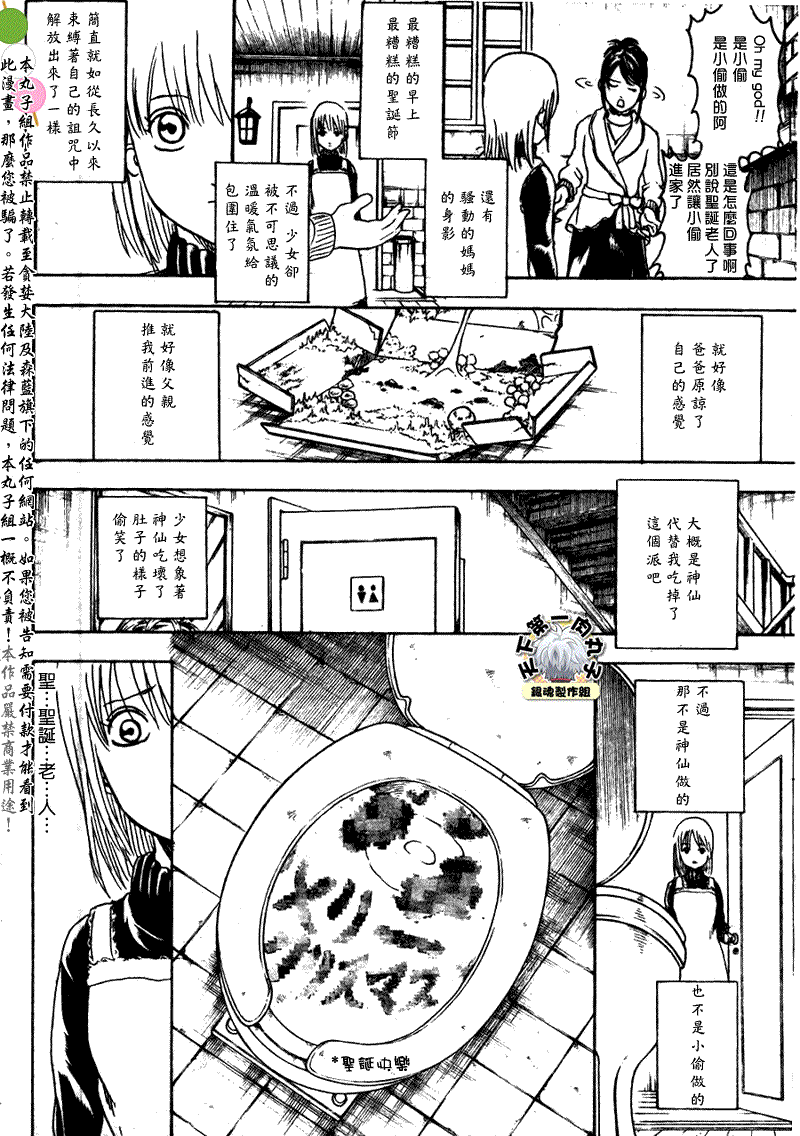 Oh my god!!
是小偷
是小偷做的阿
這是怎麼回事啊
別說聖誕老人了
居然讓小偷
進家了
還有
騷動的媽媽
的身影
最糟糕的早上
最糟糕的聖誕節
不過 少女卻
被不可思議的
溫暖氣氛給
包圍住了
簡直就如從長久以來
束縛著自己的詛咒中
解放出來了一樣
就好像
爸爸原諒了
自己的感覺
就好像父親
推我前進的感覺
大概是神仙
代替我吃掉了
這個派吧
少女想象著
神仙吃壞了
肚子的樣子
偷笑了
不過
那不是神仙做的
也不是小偷做的
メリー
クリスマス
*聖誕快樂
聖…聖誕…老…人…
天下第一肉丸子
銀魂製作組
本丸子組作品禁止轉載至貪婪大陸及森藍旗下的任何網站。如果您被告知需要付款才能看到
此漫畫，那麼您被騙了。若發生任何法律問題，本丸子組一概不負責！本作品嚴禁商業用途！